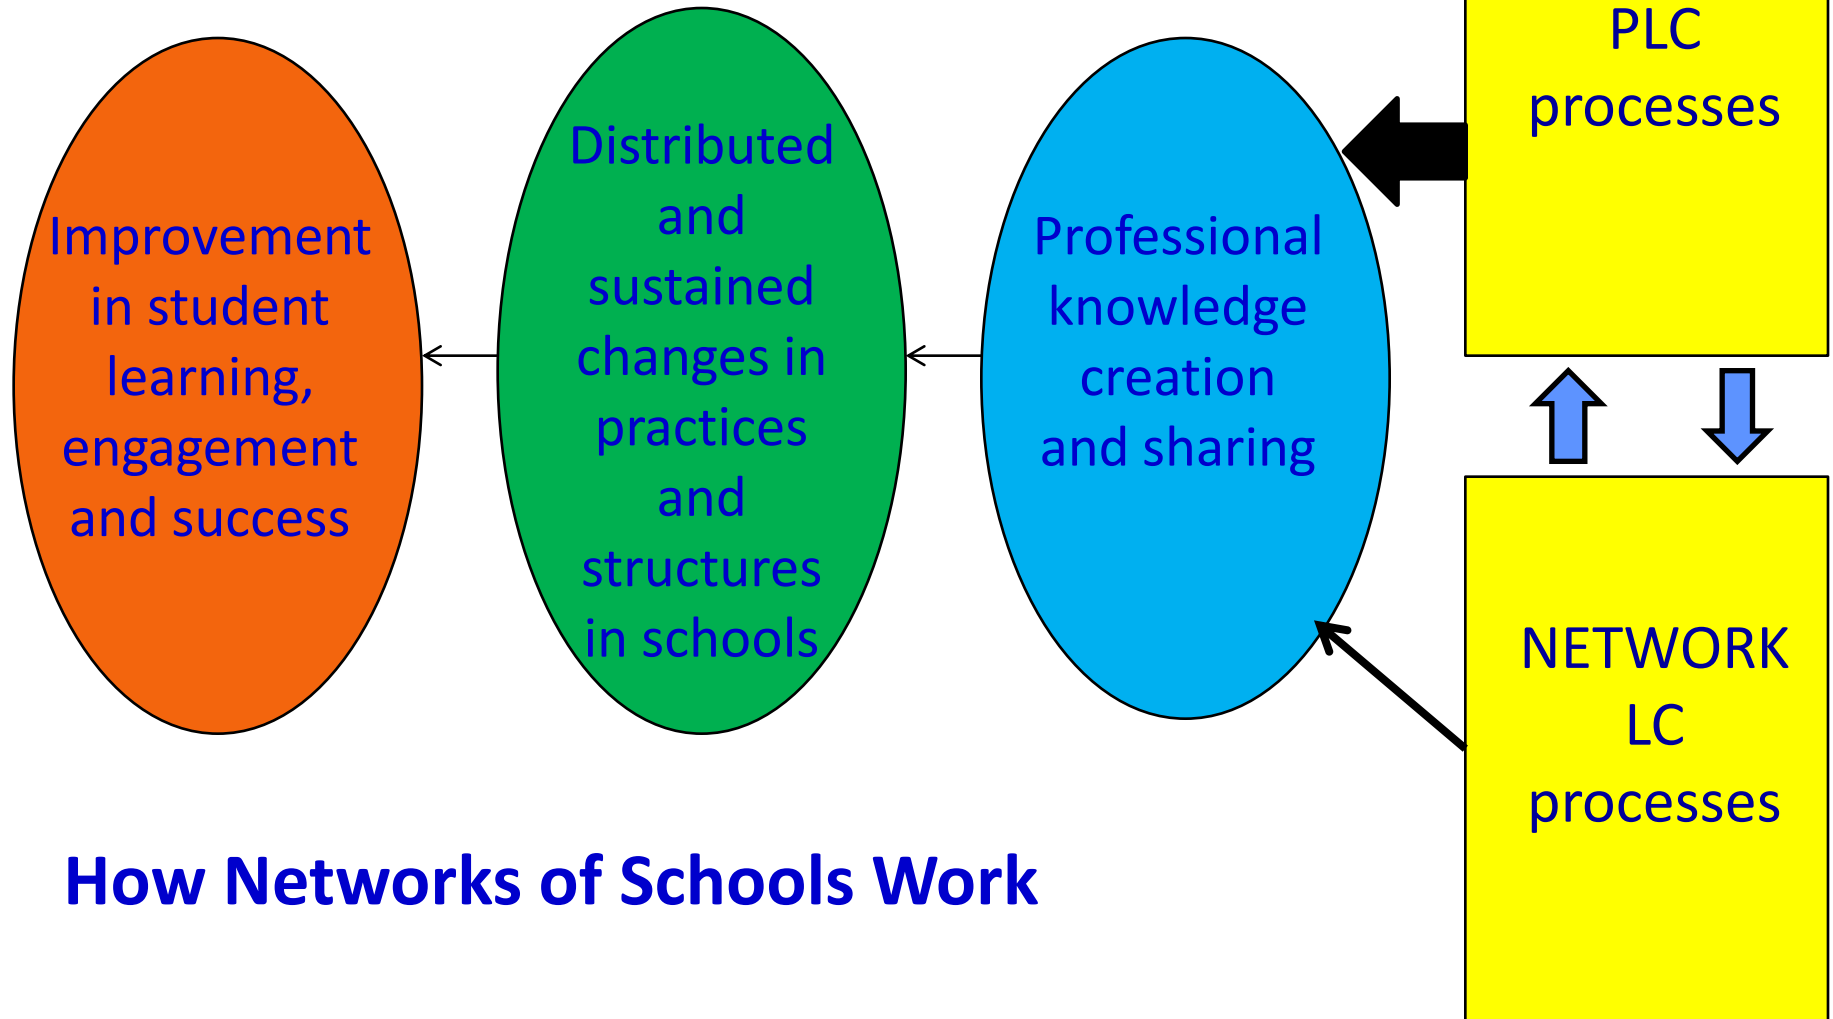 Improvement
in student
learning,
engagement
and success
Distributed
and
sustained
changes in
practices
and
structures
in schools
Professional
knowledge
creation
and sharing
PLC
processes
NETWORK
LC
processes
How Networks of Schools Work